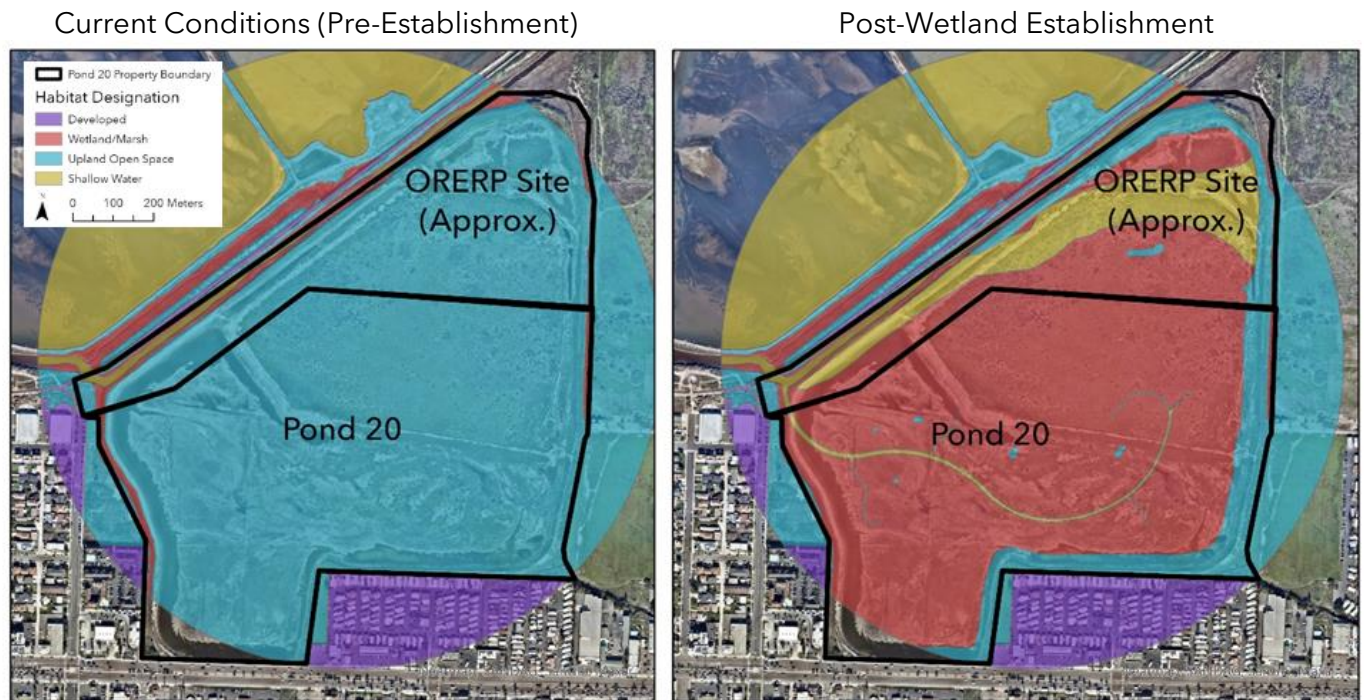 Current Conditions (Pre-Establishment)
Post-Wetland Establishment
Pond 20 Property Boundary
Habitat Designation
Developed
Wetland/Marsh
Upland Open Space
Shallow Water
N
0 100 200 Meters
ORERP Site
(Approx.)
Pond 20
ORERP Site
(Approx.)
Pond 20